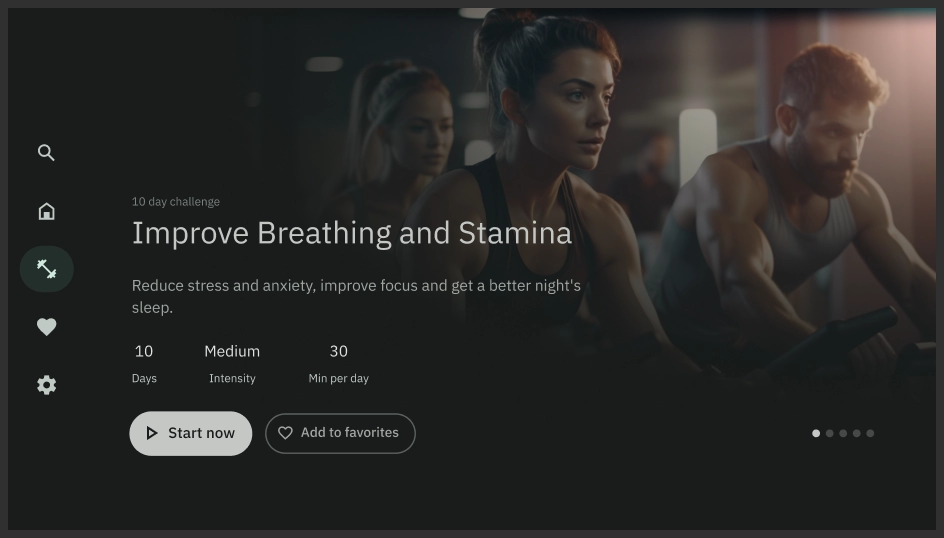 10 day challenge
Improve Breathing and Stamina
Reduce stress and anxiety, improve focus and get a better night's
sleep.
10 Medium 30
Days Intensity Min per day
Start now Add to favorites